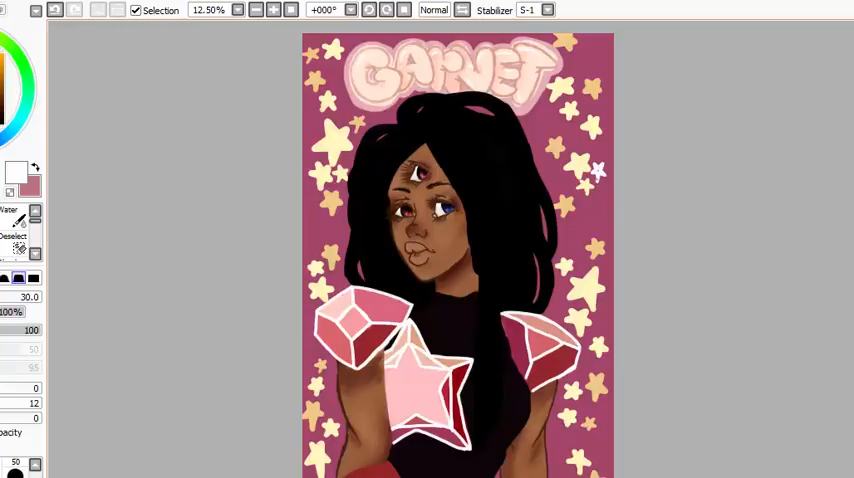 Selection 12.50% +000° Normal Stabilizer S-1
GARNET
Water
Deselect
30.0
100%
100
50
95
0
12
0
pacity
50